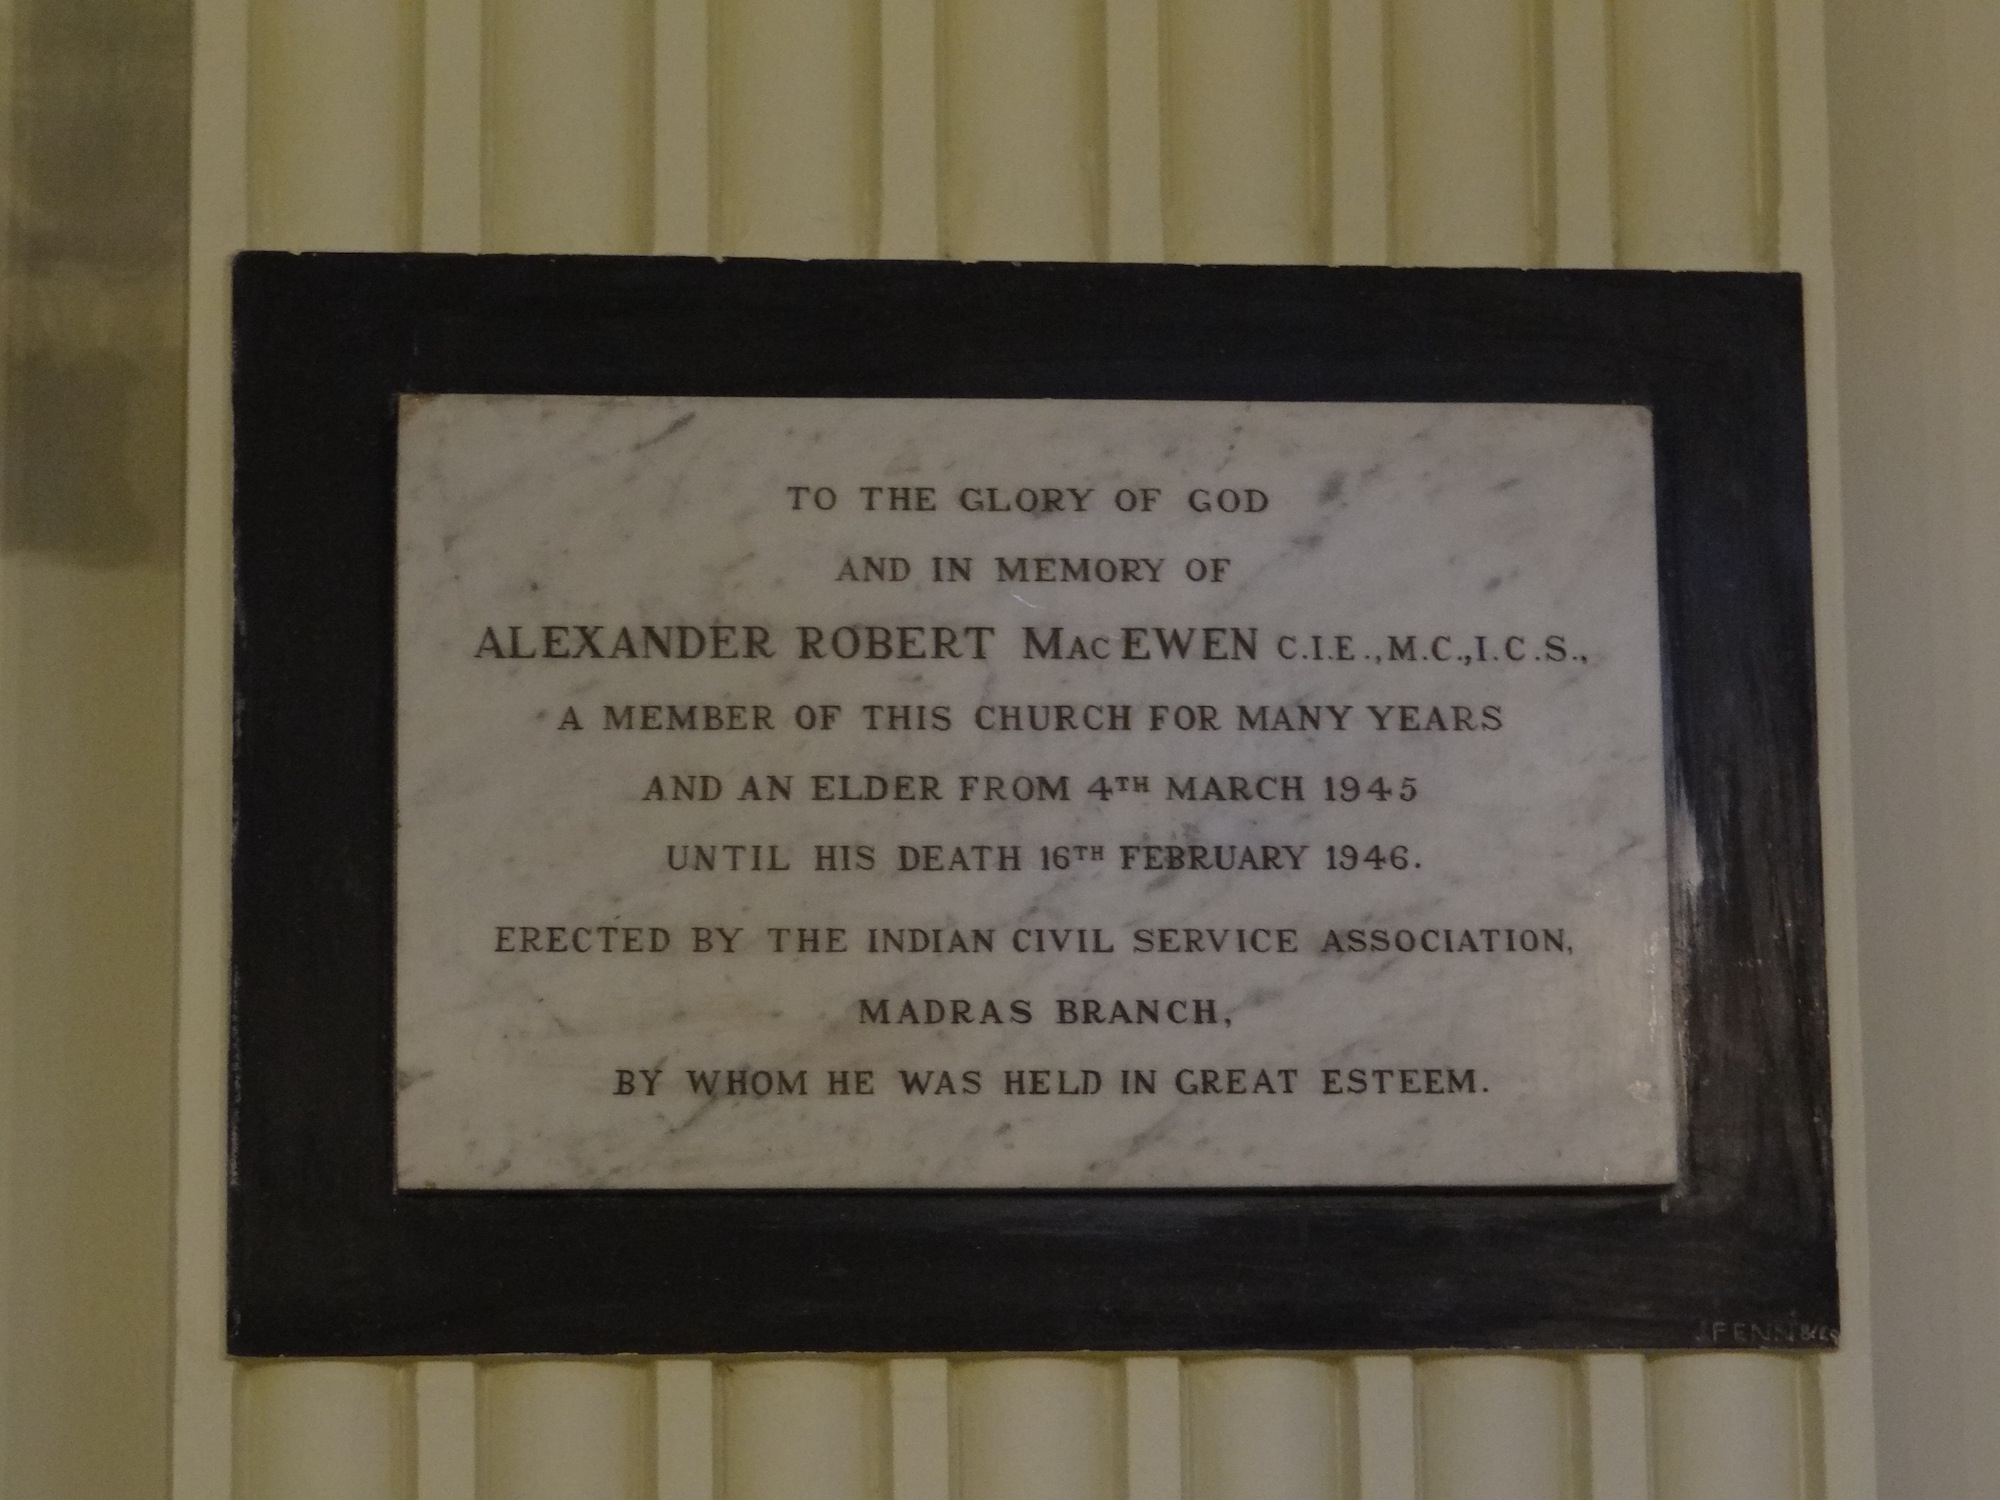 TO THE GLORY OF GOD
AND IN MEMORY OF
ALEXANDER ROBERT MAC EWEN C.I.E., M.C., I.C.S.,
A MEMBER OF THIS CHURCH FOR MANY YEARS
AND AN ELDER FROM 4TH MARCH 1945
UNTIL HIS DEATH 16TH FEBRUARY 1946.
ERECTED BY THE INDIAN CIVIL SERVICE ASSOCIATION,
MADRAS BRANCH,
BY WHOM HE WAS HELD IN GREAT ESTEEM.